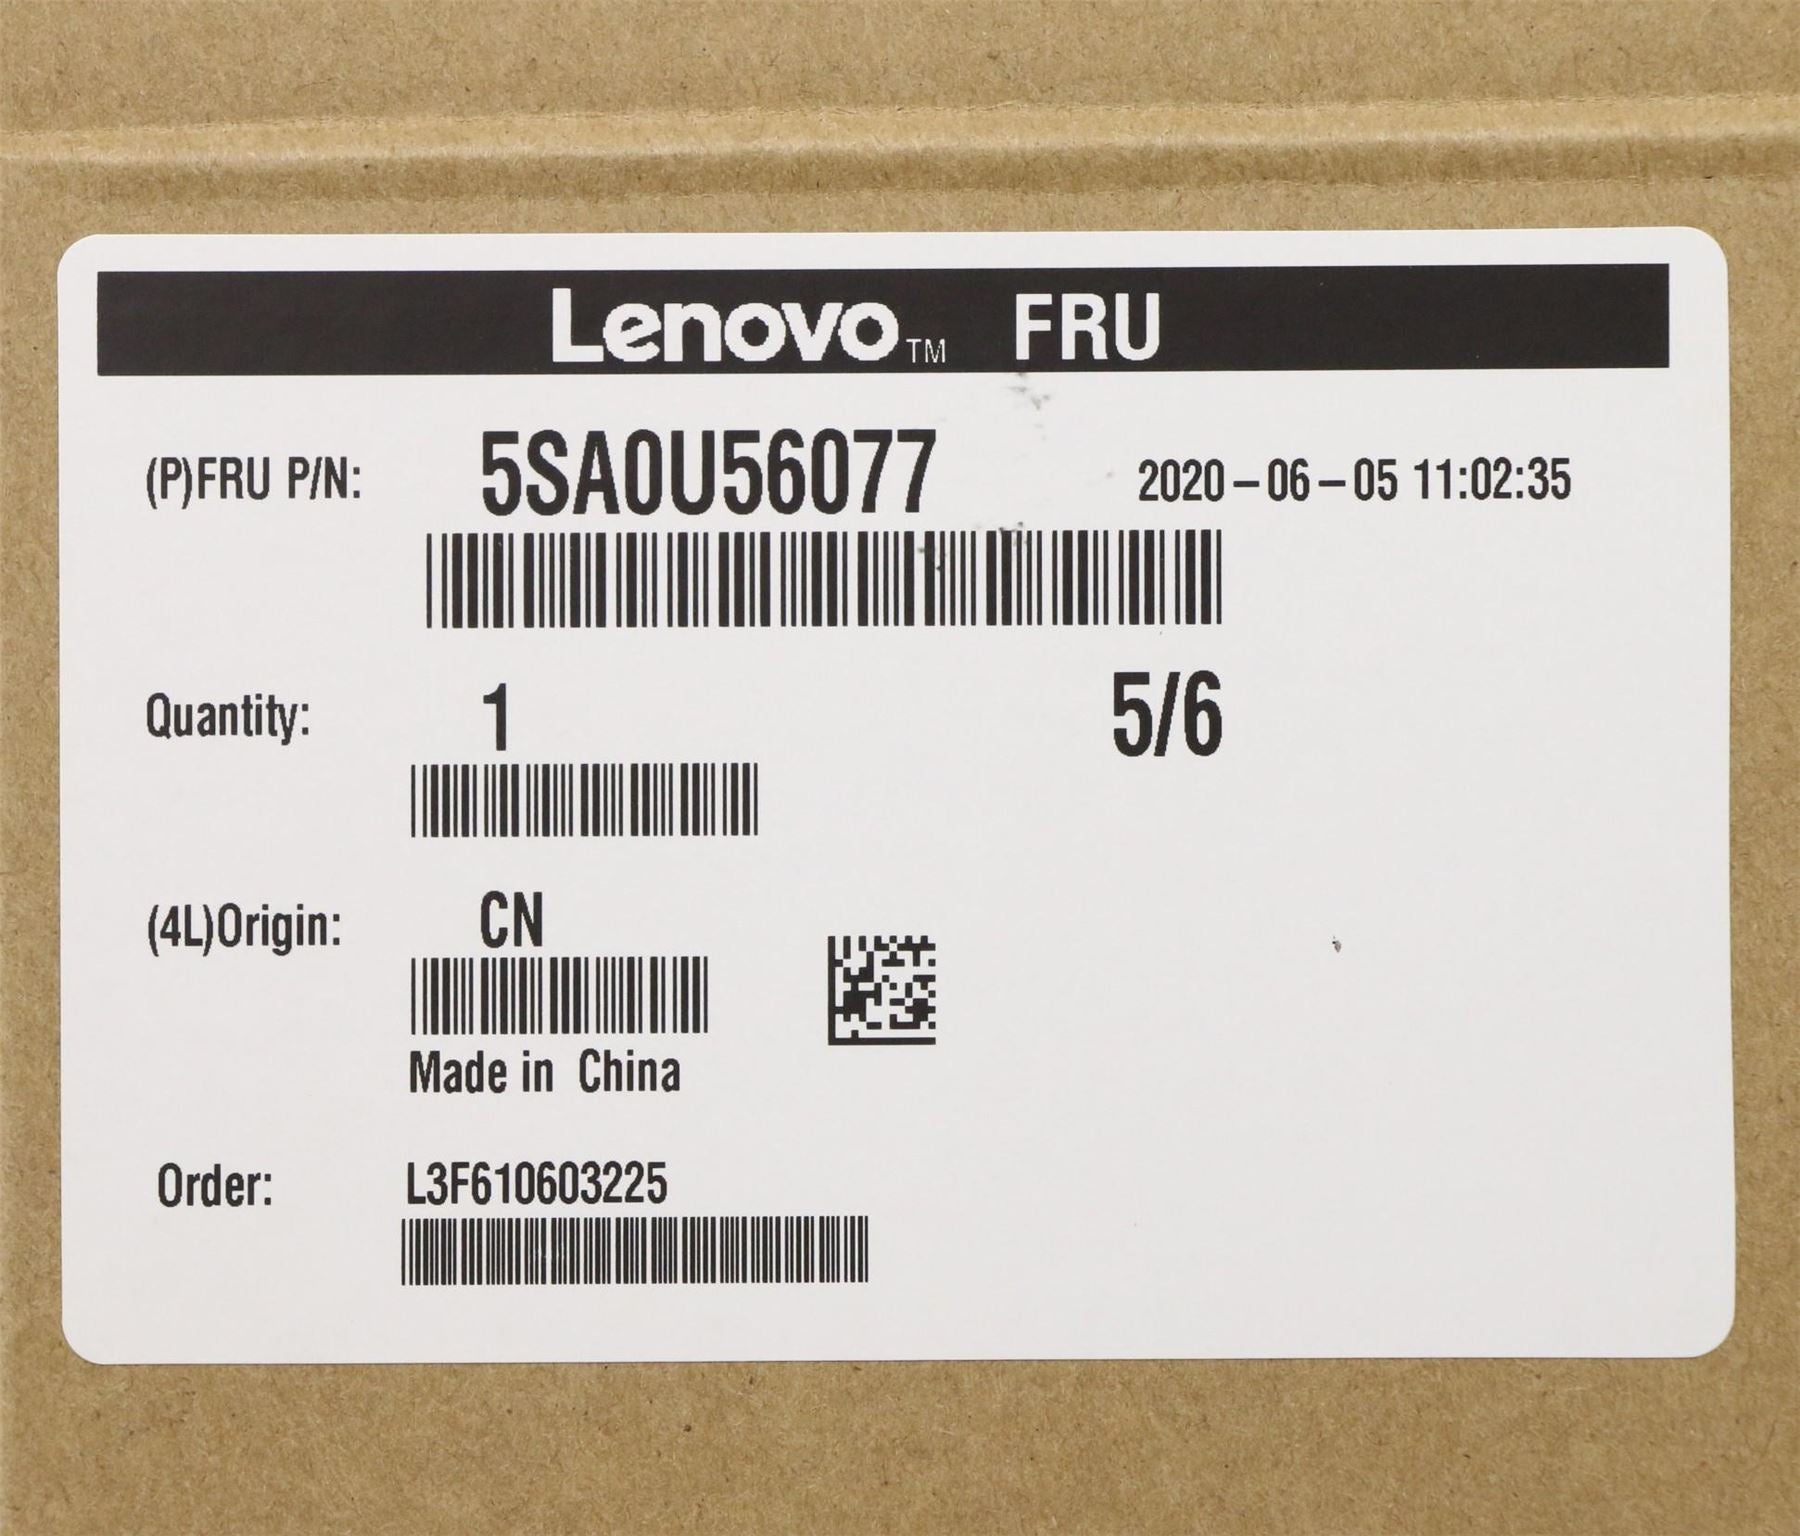 Lenovo™ FRU
(P)FRU P/N: 5SA0U56077 2020-06-05 11:02:35
Quantity: 1 5/6
(4L)Origin: CN
Made in China
Order: L3F610603225